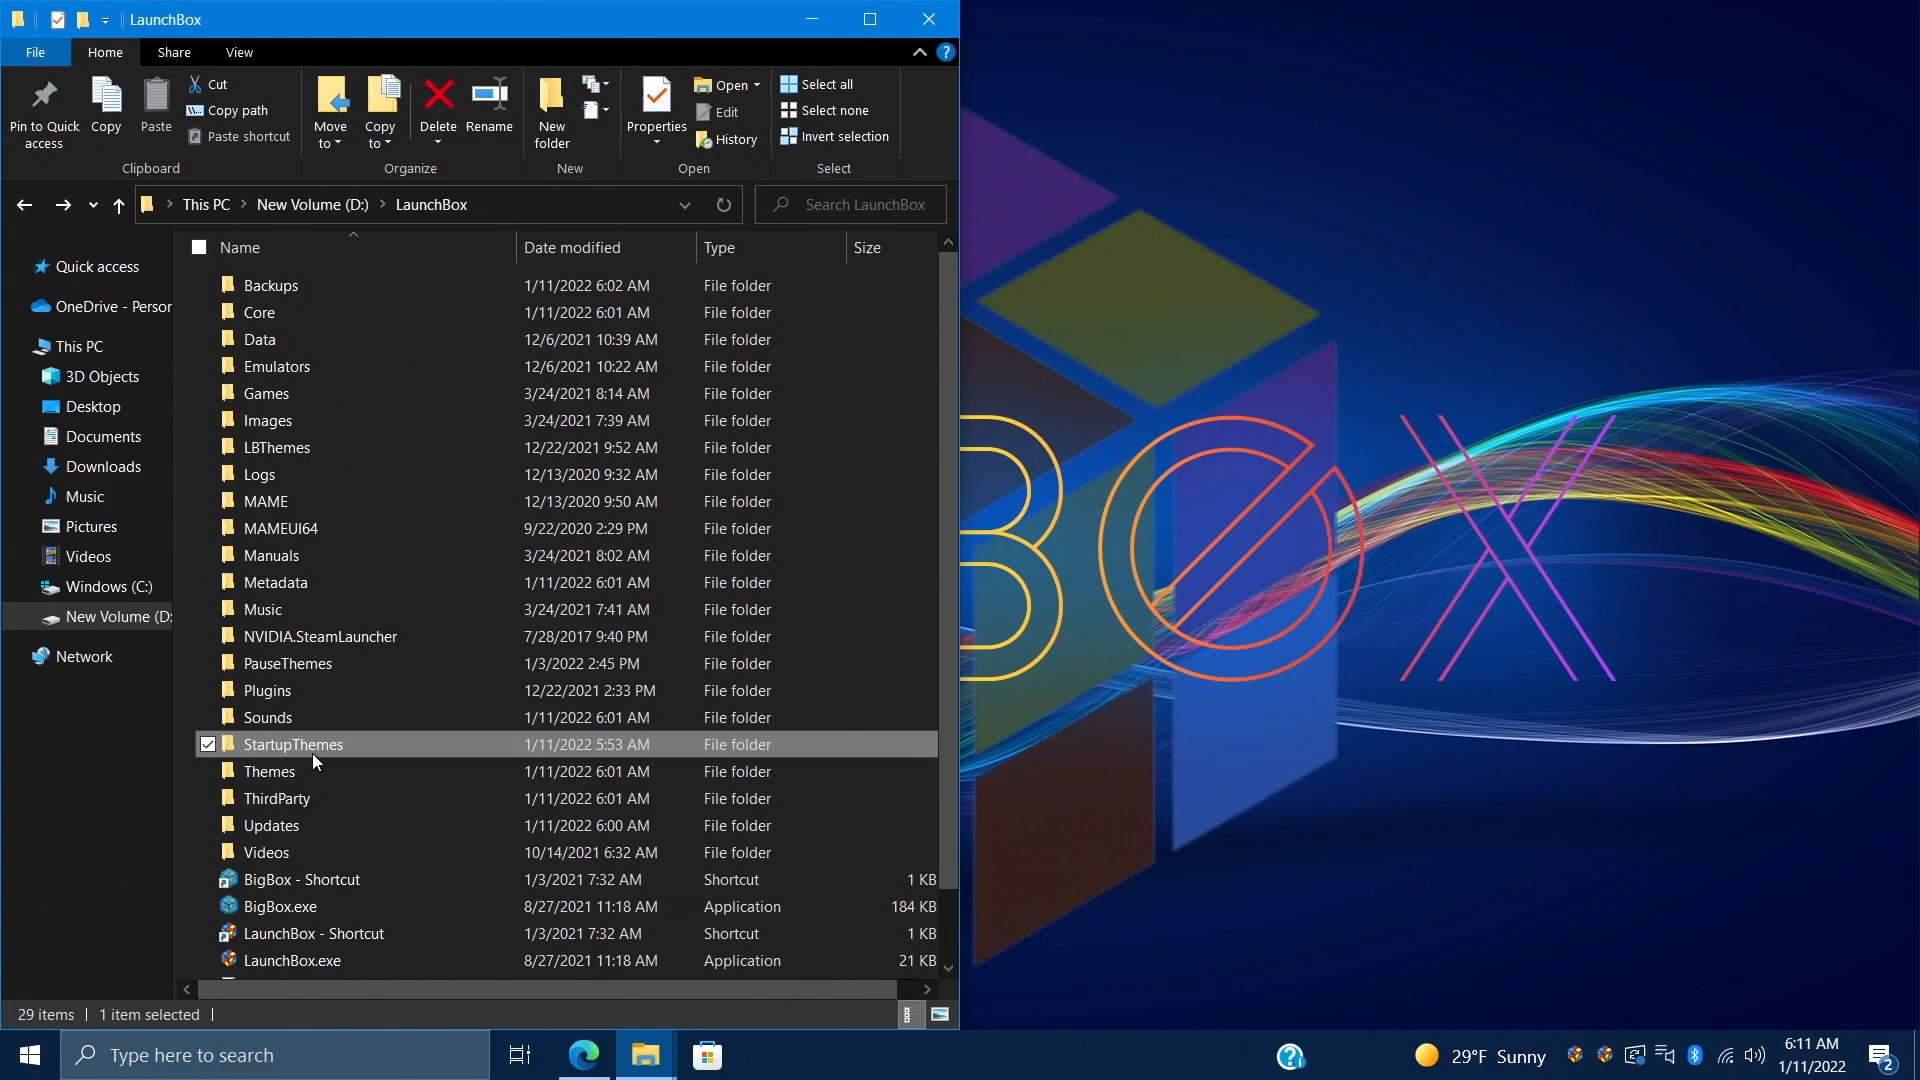 LaunchBox
File Home Share View
Pin to Quick access
Copy
Paste
Cut
Copy path
Paste shortcut
Clipboard
Move to
Copy to
Delete
Rename
Organize
New folder
New
Properties
Open
Edit
History
Open
Select all
Select none
Invert selection
Select
This PC > New Volume (D:) > LaunchBox
Search LaunchBox
Quick access
OneDrive - Person
This PC
3D Objects
Desktop
Documents
Downloads
Music
Pictures
Videos
Windows (C:)
New Volume (D:
Network
Name Date modified Type Size
Backups 1/11/2022 6:02 AM File folder
Core 1/11/2022 6:01 AM File folder
Data 12/6/2021 10:39 AM File folder
Emulators 12/6/2021 10:22 AM File folder
Games 3/24/2021 8:14 AM File folder
Images 3/24/2021 7:39 AM File folder
LBThemes 12/22/2021 9:52 AM File folder
Logs 12/13/2020 9:32 AM File folder
MAME 12/13/2020 9:50 AM File folder
MAMEUI64 9/22/2020 2:29 PM File folder
Manuals 3/24/2021 8:02 AM File folder
Metadata 1/11/2022 6:01 AM File folder
Music 3/24/2021 7:41 AM File folder
NVIDIA.SteamLauncher 7/28/2017 9:40 PM File folder
PauseThemes 1/3/2022 2:45 PM File folder
Plugins 12/22/2021 2:33 PM File folder
Sounds 1/11/2022 6:01 AM File folder
StartupThemes 1/11/2022 5:53 AM File folder
Themes 1/11/2022 6:01 AM File folder
ThirdParty 1/11/2022 6:01 AM File folder
Updates 1/11/2022 6:00 AM File folder
Videos 10/14/2021 6:32 AM File folder
BigBox - Shortcut 1/3/2021 7:32 AM Shortcut 1 KB
BigBox.exe 8/27/2021 11:18 AM Application 184 KB
LaunchBox - Shortcut 1/3/2021 7:32 AM Shortcut 1 KB
LaunchBox.exe 8/27/2021 11:18 AM Application 21 KB
29 items | 1 item selected |
BOX
Type here to search
29°F Sunny
6:11 AM
1/11/2022
2